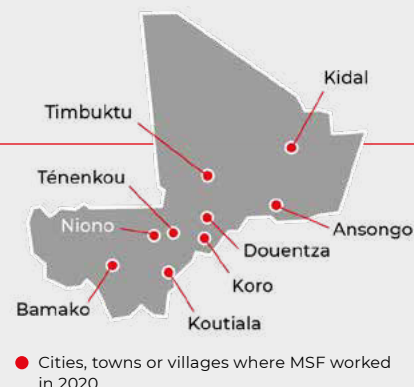 Kidal
Timbuktu
Ténenkou
Niono
Ansongo
Douentza
Koro
Bamako
Koutiala
Cities, towns or villages where MSF worked
in 2020